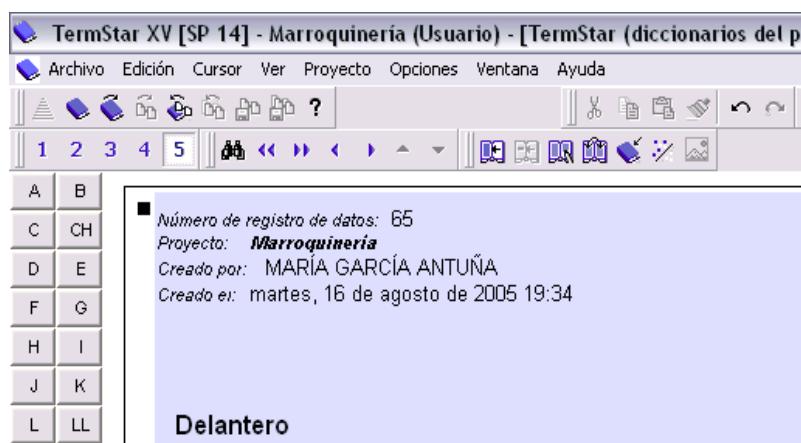 TermStar XV [SP 14] - Marroquinería (Usuario) - [TermStar (diccionarios del p
Archivo Edición Cursor Ver Proyecto Opciones Ventana Ayuda
?
1 2 3 4 5
A B
C CH
D E
F G
H I
J K
L LL
Número de registro de datos: 65
Proyecto: Marroquinería
Creado por: MARÍA GARCÍA ANTUÑA
Creado el: martes, 16 de agosto de 2005 19:34
Delantero